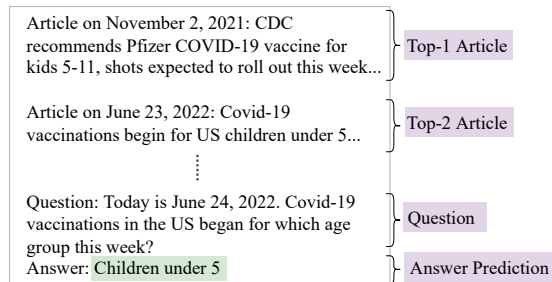 Article on November 2, 2021: CDC
recommends Pfizer COVID-19 vaccine for
kids 5-11, shots expected to roll out this week...
Top-1 Article
Article on June 23, 2022: Covid-19
vaccinations begin for US children under 5...
Top-2 Article
Question: Today is June 24, 2022. Covid-19
vaccinations in the US began for which age
group this week?
Question
Answer: Children under 5
Answer Prediction